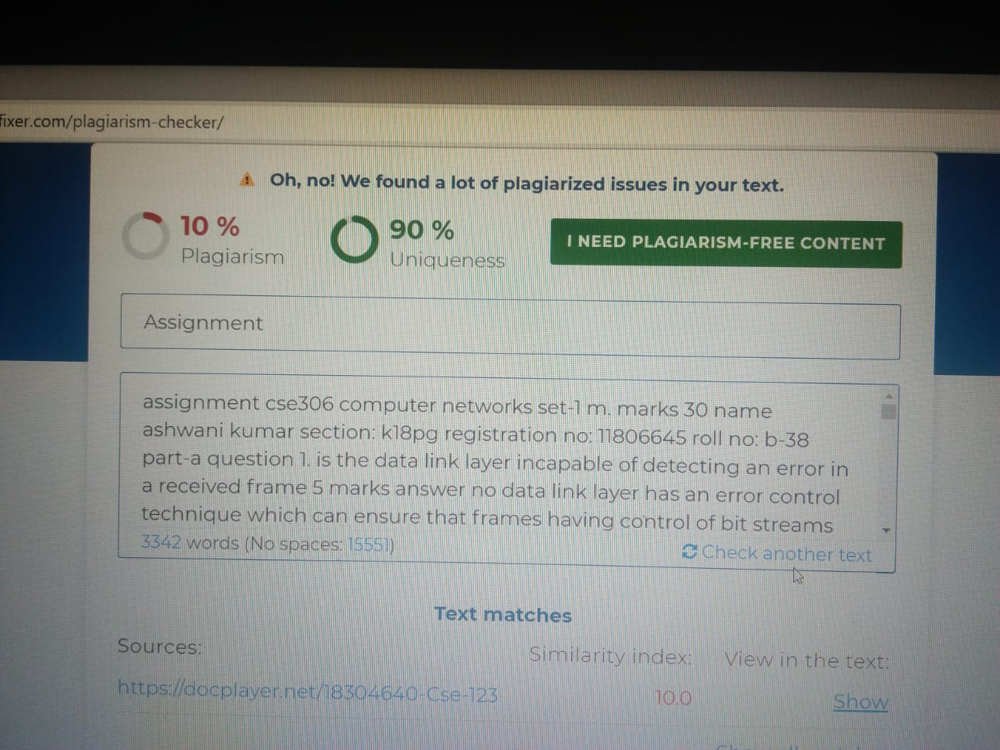 fixer.com/plagiarism-checker/
Oh, no! We found a lot of plagiarized issues in your text.
10 %
Plagiarism
90 %
Uniqueness
I NEED PLAGIARISM-FREE CONTENT
Assignment
assignment cse306 computer networks set-1 m. marks 30 name
ashwani kumar section: k18pg registration no: 11806645 roll no: b-38
part-a question 1. is the data link layer incapable of detecting an error in
a received frame 5 marks answer no data link layer has an error control
technique which can ensure that frames having control of bit streams
3342 words (No spaces: 15551)
Check another text
Text matches
Sources:
Similarity index:
View in the text:
https://docplayer.net/18304640-Cse-123
10.0
Show